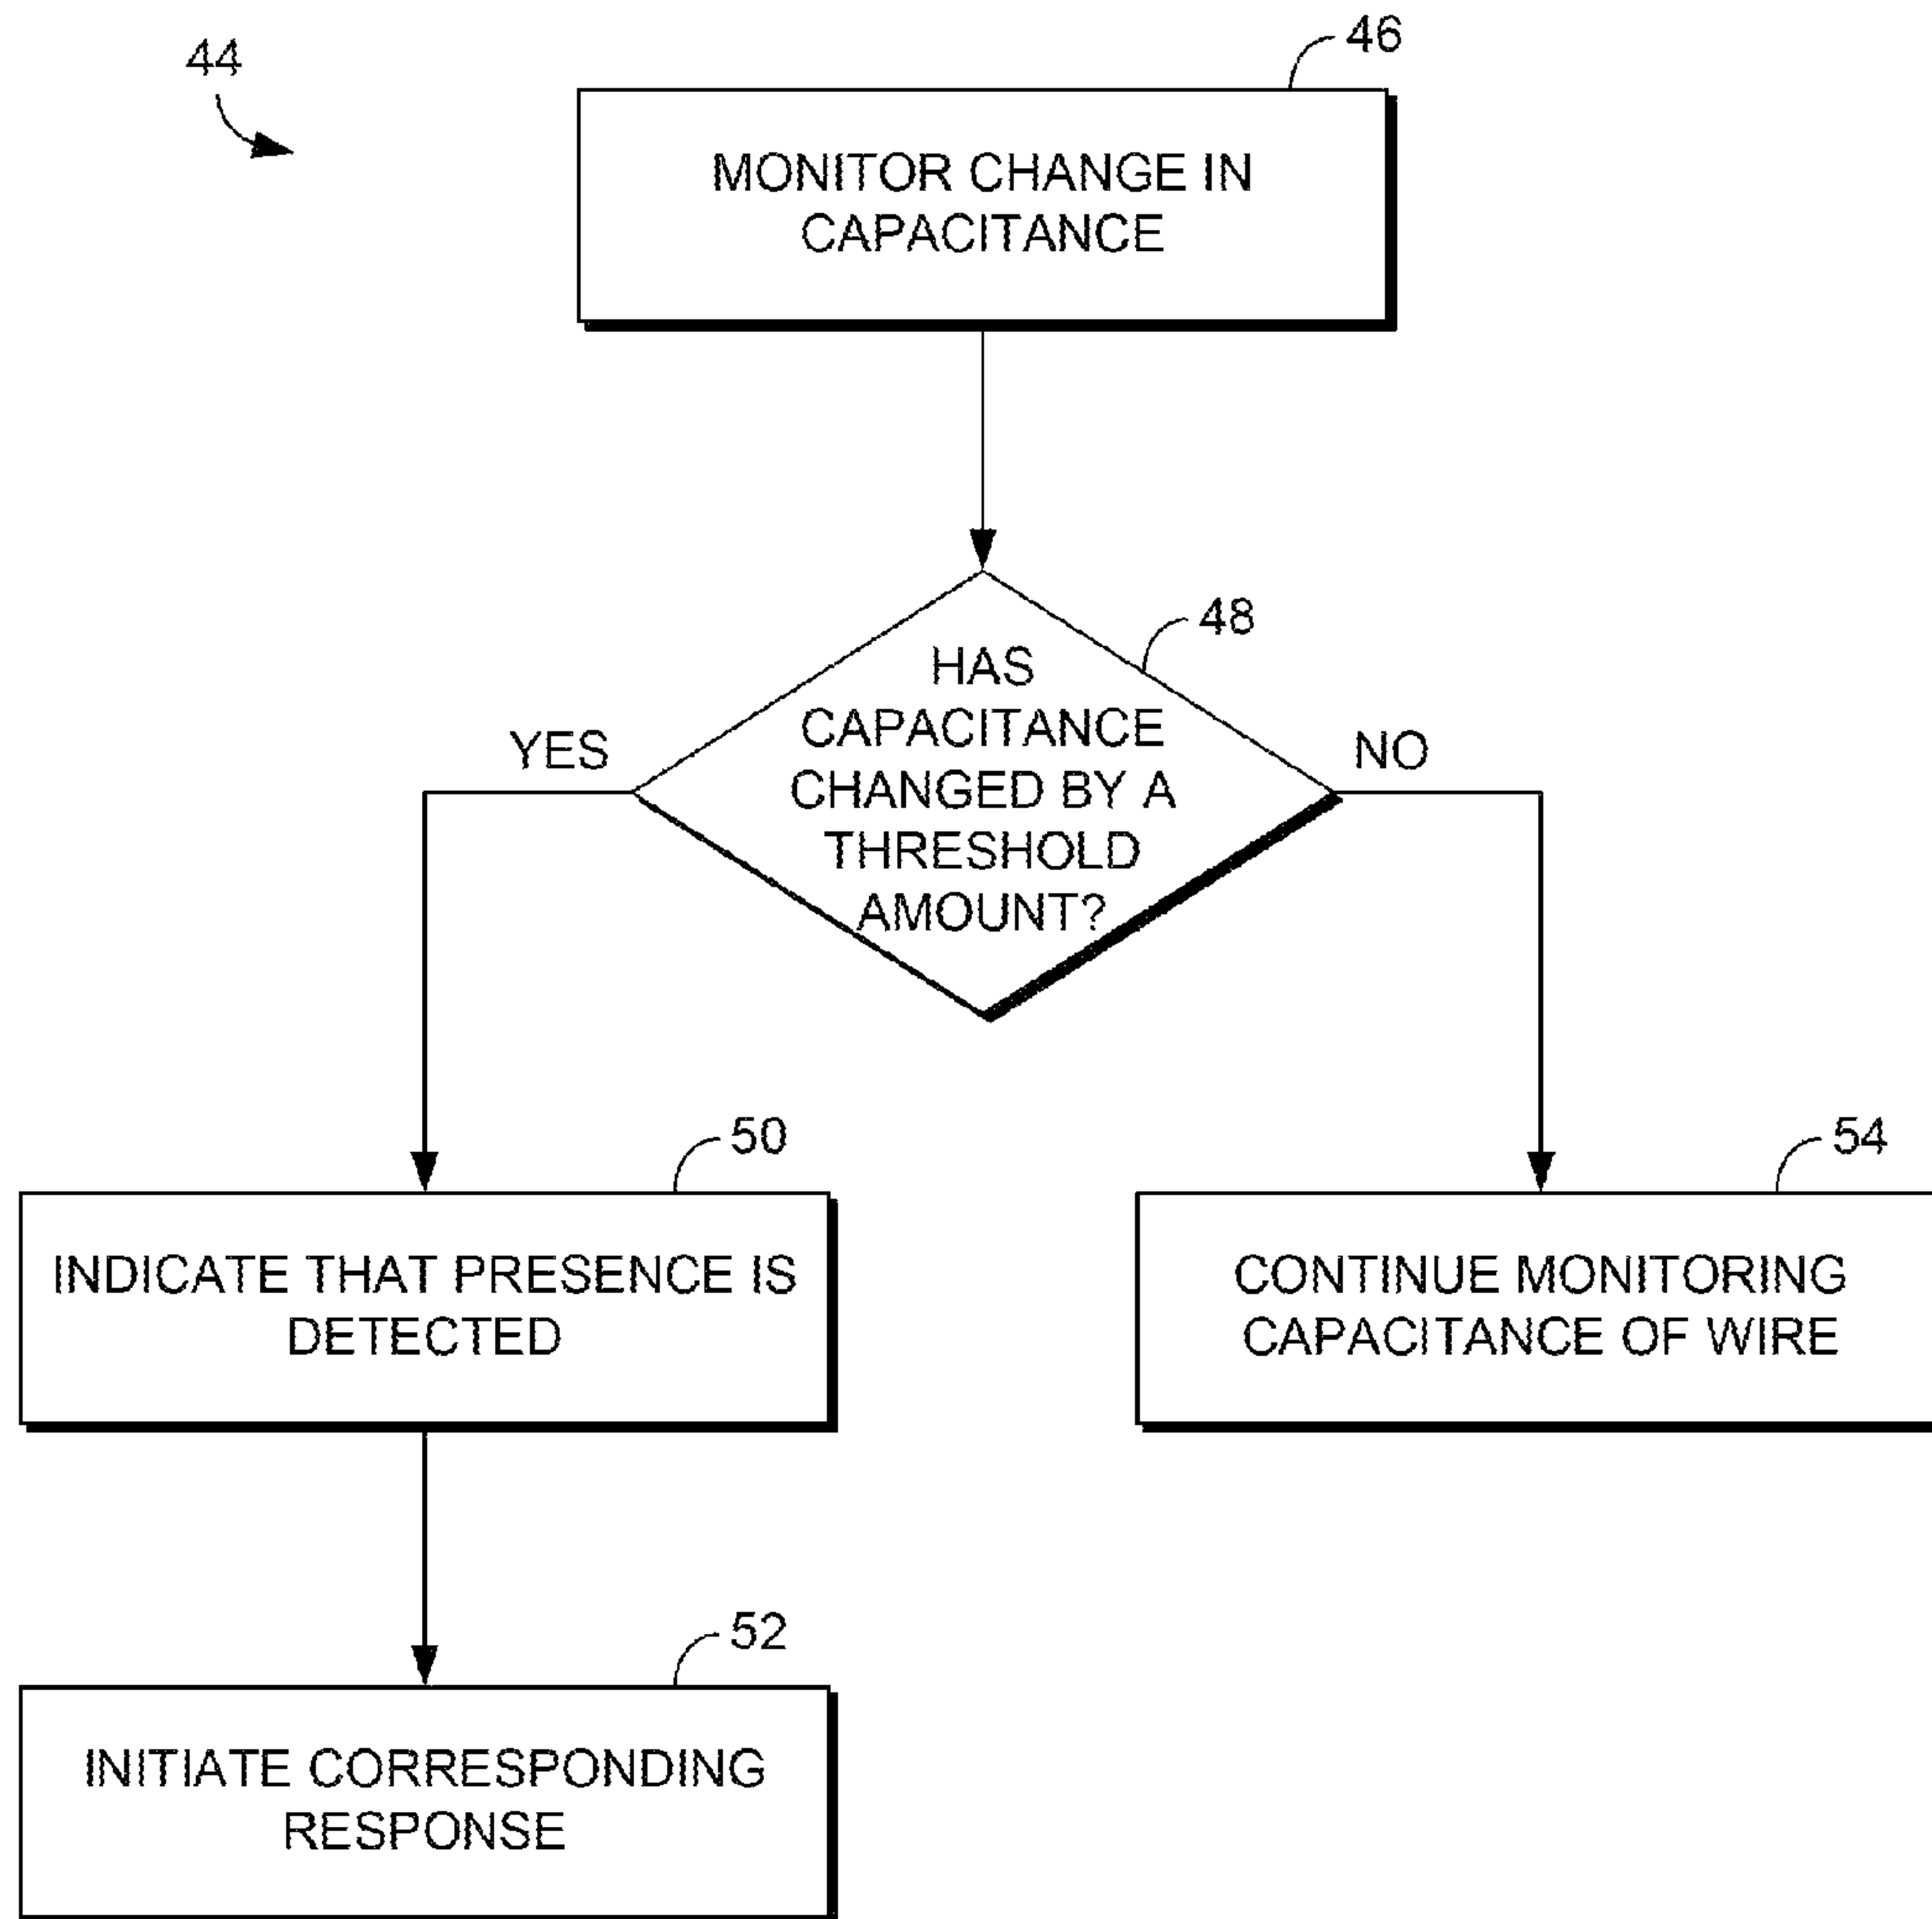 44
46
MONITOR CHANGE IN
CAPACITANCE
48
HAS
CAPACITANCE
CHANGED BY A
THRESHOLD
AMOUNT?
YES
NO
50
INDICATE THAT PRESENCE IS
DETECTED
54
CONTINUE MONITORING
CAPACITANCE OF WIRE
52
INITIATE CORRESPONDING
RESPONSE